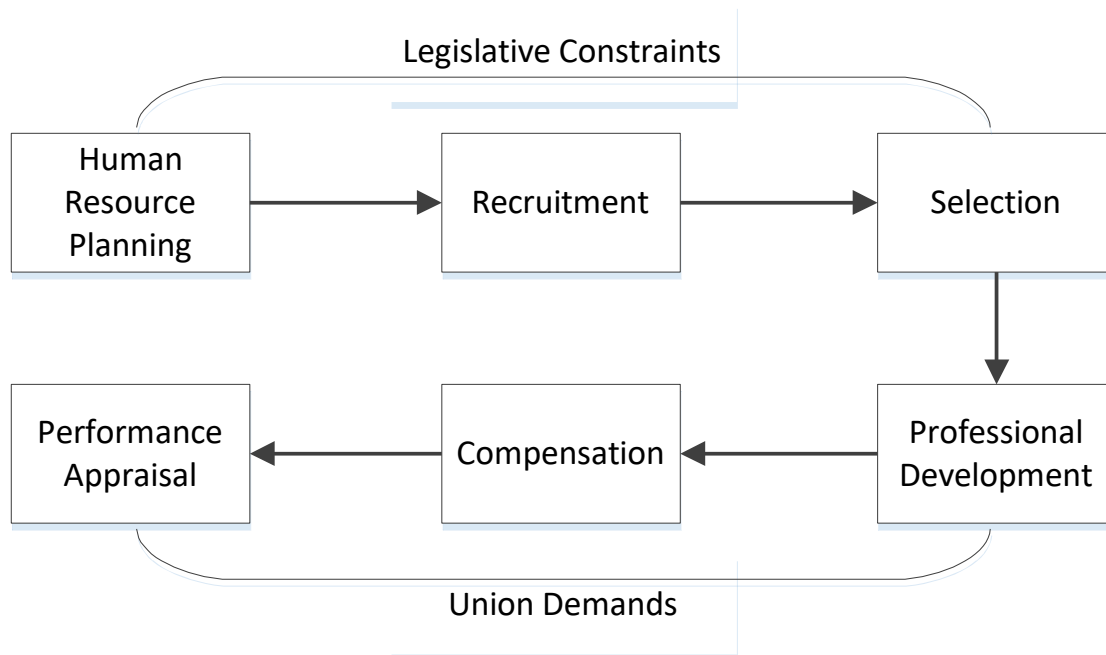 Legislative Constraints
Human
Resource
Planning
Recruitment
Selection
Performance
Appraisal
Compensation
Professional
Development
Union Demands